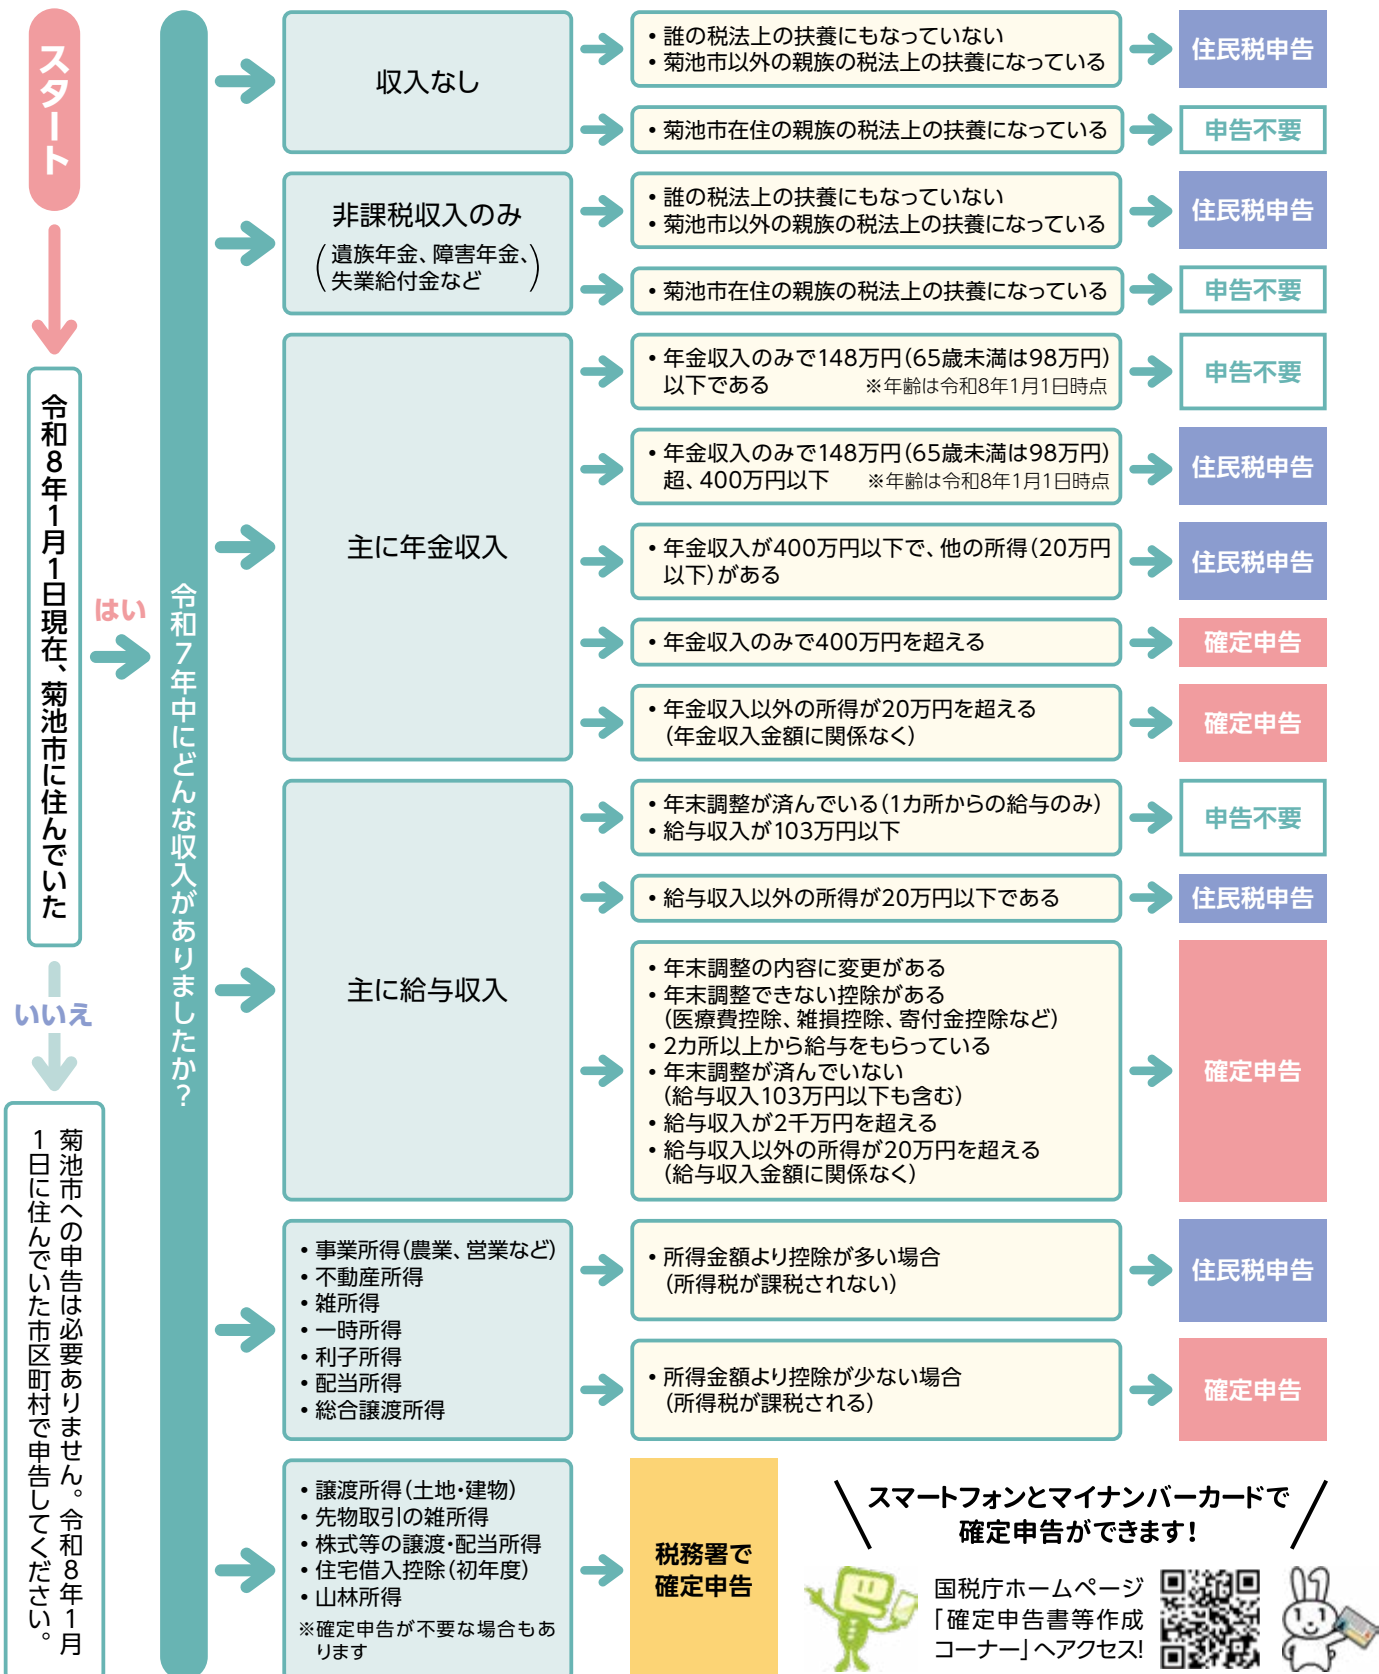 スタート
令和8年1月1日現在、菊池市に住んでいた
はい
いいえ
菊池市への申告は必要ありません。令和8年1月
1日に住んでいた市区町村で申告してください。
令和7年中にどんな収入がありましたか？
収入なし
・誰の税法上の扶養にもなっていない
・菊池市以外の親族の税法上の扶養になっている
住民税申告
・菊池市在住の親族の税法上の扶養になっている
申告不要
非課税収入のみ
（遺族年金、障害年金、
失業給付金など）
・誰の税法上の扶養にもなっていない
・菊池市以外の親族の税法上の扶養になっている
住民税申告
・菊池市在住の親族の税法上の扶養になっている
申告不要
主に年金収入
・年金収入のみで148万円（65歳未満は98万円）
以下である ※年齢は令和8年1月1日時点
申告不要
・年金収入のみで148万円（65歳未満は98万円）
超、400万円以下 ※年齢は令和8年1月1日時点
住民税申告
・年金収入が400万円以下で、他の所得（20万円
以下）がある
住民税申告
・年金収入のみで400万円を超える
確定申告
・年金収入以外の所得が20万円を超える
（年金収入金額に関係なく）
確定申告
主に給与収入
・年末調整が済んでいる（1カ所からの給与のみ）
・給与収入が103万円以下
申告不要
・給与収入以外の所得が20万円以下である
住民税申告
・年末調整の内容に変更がある
・年末調整できない控除がある
（医療費控除、雑損控除、寄付金控除など）
・2カ所以上から給与をもらっている
・年末調整が済んでいない
（給与収入103万円以下も含む）
・給与収入が2千万円を超える
・給与収入以外の所得が20万円を超える
（給与収入金額に関係なく）
確定申告
・事業所得（農業、営業など）
・不動産所得
・雑所得
・一時所得
・利子所得
・配当所得
・総合譲渡所得
・所得金額より控除が多い場合
（所得税が課税されない）
住民税申告
・所得金額より控除が少ない場合
（所得税が課税される）
確定申告
・譲渡所得（土地・建物）
・先物取引の雑所得
・株式等の譲渡・配当所得
・住宅借入控除（初年度）
・山林所得
※確定申告が不要な場合もあ
ります
税務署で
確定申告
スマートフォンとマイナンバーカードで
確定申告ができます！
国税庁ホームページ
「確定申告書等作成
コーナー」へアクセス！